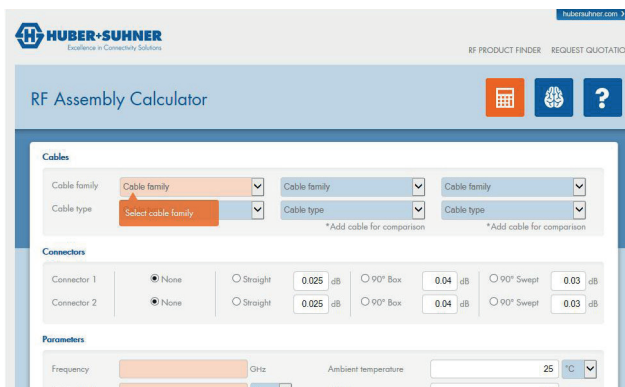 hubersuhner.com
HUBER+SUHNER
Excellence in Connectivity Solutions
RF PRODUCT FINDER REQUEST QUOTATIO
RF Assembly Calculator
?
Cables
Cable family Cable family Cable family Cable family
Cable type Select cable family Cable type Cable type
*Add cable for comparison *Add cable for comparison
Connectors
Connector 1 None Straight 0.025 dB 90° Box 0.04 dB 90° Swept 0.03 dB
Connector 2 None Straight 0.025 dB 90° Box 0.04 dB 90° Swept 0.03 dB
Parameters
Frequency GHz Ambient temperature 25 °C